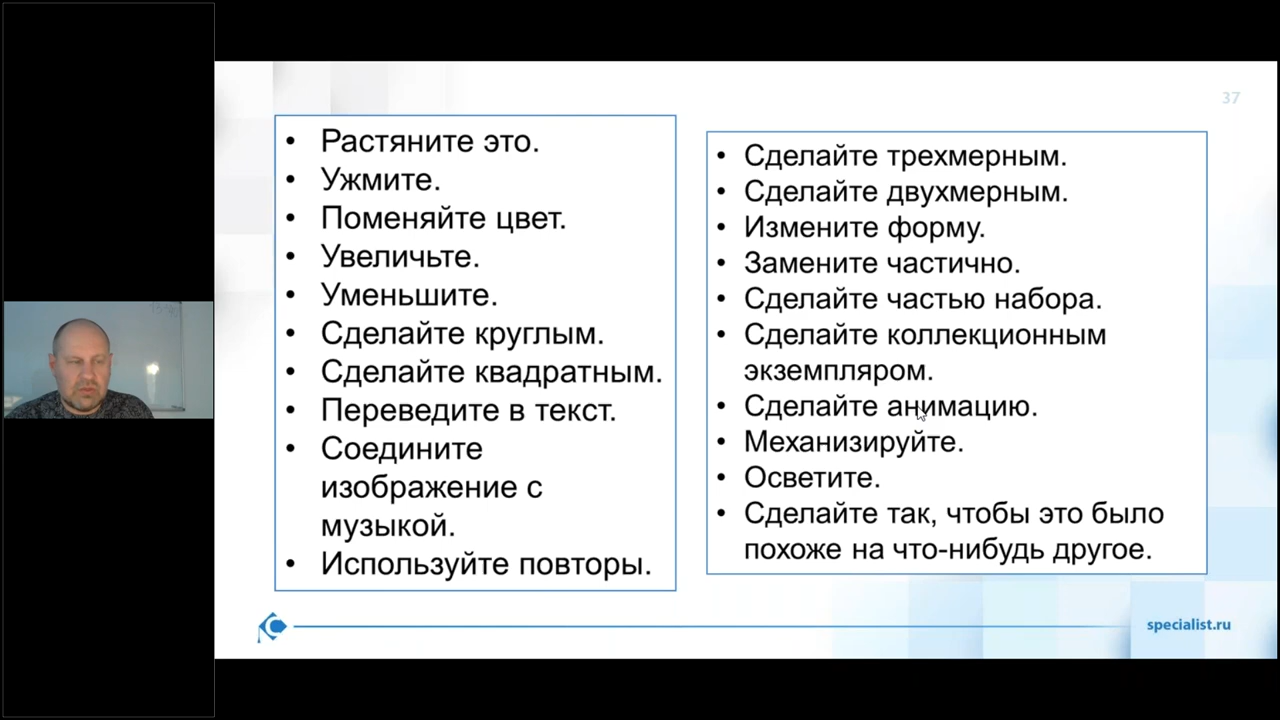 37
• Растяните это.
• Ужмите.
• Поменяйте цвет.
• Увеличьте.
• Уменьшите.
• Сделайте круглым.
• Сделайте квадратным.
• Переведите в текст.
• Соедините
изображение с
музыкой.
• Используйте повторы.
• Сделайте трехмерным.
• Сделайте двухмерным.
• Измените форму.
• Замените частично.
• Сделайте частью набора.
• Сделайте коллекционным
экземпляром.
• Сделайте анимацию.
• Механизируйте.
• Осветите.
• Сделайте так, чтобы это было
похоже на что-нибудь другое.
specialist.ru